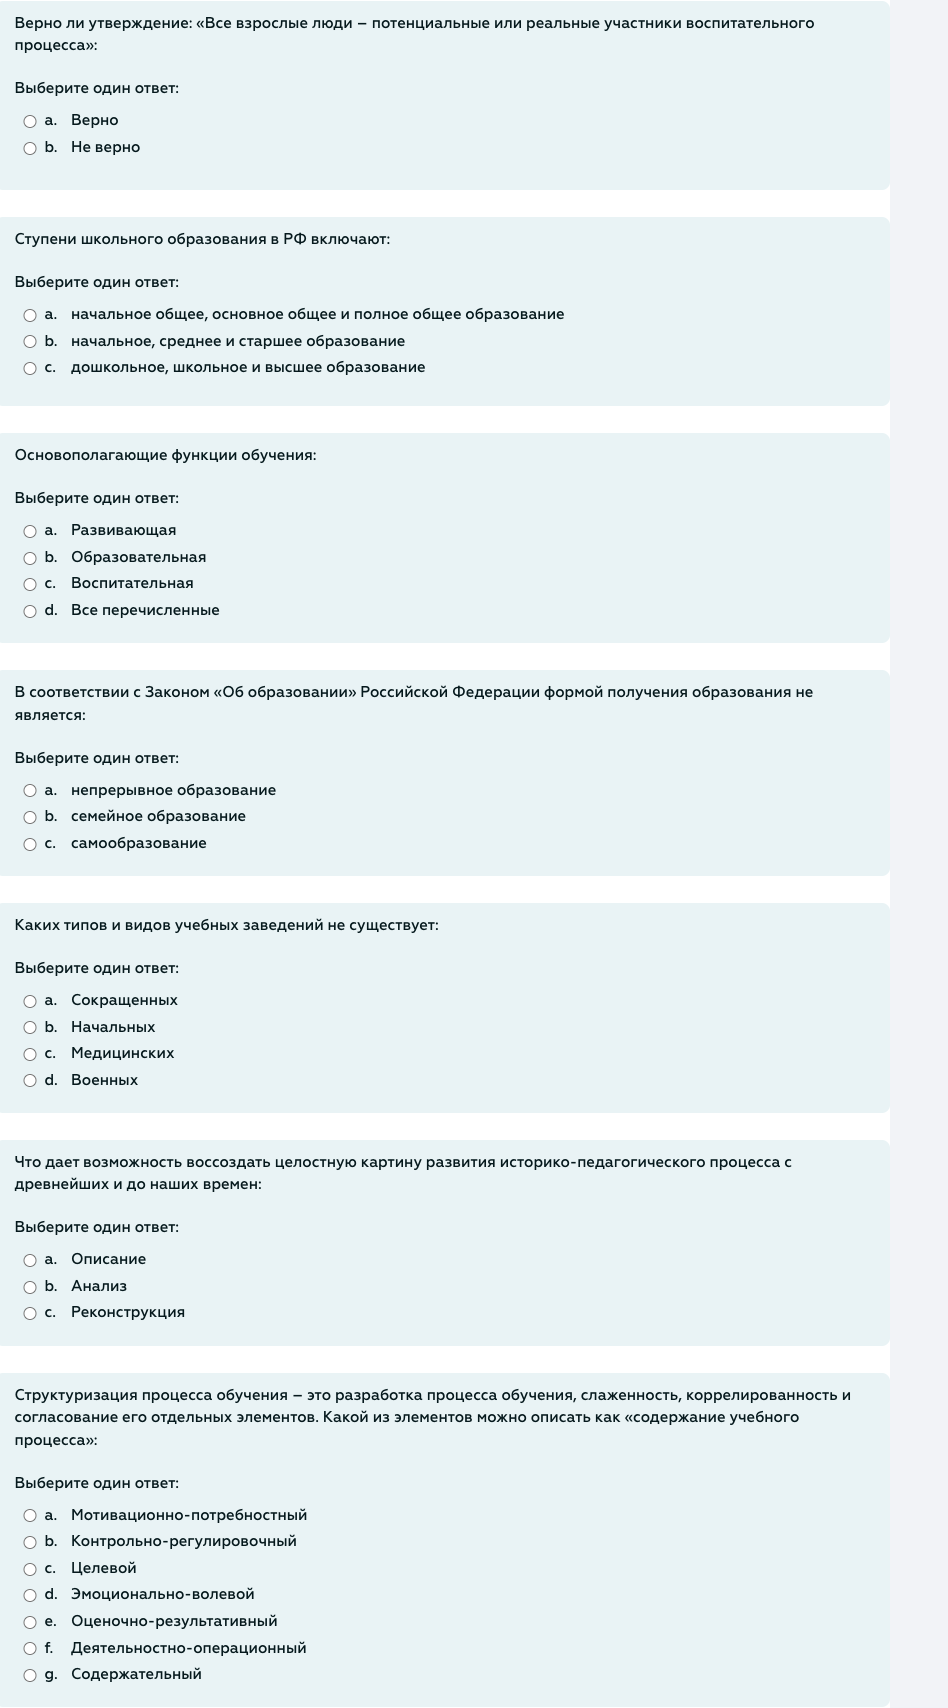 Верно ли утверждение: «Все взрослые люди – потенциальные или реальные участники воспитательного
процесса»:
Выберите один ответ:
a. Верно
b. Не верно
Ступени школьного образования в РФ включают:
Выберите один ответ:
a. начальное общее, основное общее и полное общее образование
b. начальное, среднее и старшее образование
c. дошкольное, школьное и высшее образование
Основополагающие функции обучения:
Выберите один ответ:
a. Развивающая
b. Образовательная
c. Воспитательная
d. Все перечисленные
В соответствии с Законом «Об образовании» Российской Федерации формой получения образования не
является:
Выберите один ответ:
a. непрерывное образование
b. семейное образование
c. самообразование
Каких типов и видов учебных заведений не существует:
Выберите один ответ:
a. Сокращенных
b. Начальных
c. Медицинских
d. Военных
Что дает возможность воссоздать целостную картину развития историко-педагогического процесса с
древнейших и до наших времен:
Выберите один ответ:
a. Описание
b. Анализ
c. Реконструкция
Структуризация процесса обучения – это разработка процесса обучения, слаженность, коррелированность и
согласование его отдельных элементов. Какой из элементов можно описать как «содержание учебного
процесса»:
Выберите один ответ:
a. Мотивационно-потребностный
b. Контрольно-регулировочный
c. Целевой
d. Эмоционально-волевой
e. Оценочно-результативный
f. Деятельностно-операционный
g. Содержательный